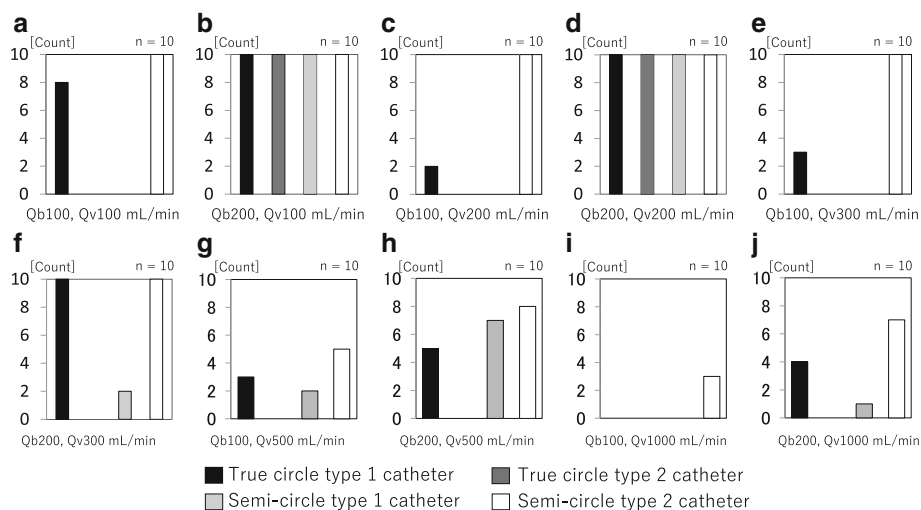 a b c d e
[Count] n = 10 [Count] n = 10 [Count] n = 10 [Count] n = 10 [Count] n = 10
10 10 10 10 10
8 8 8 8 8
6 6 6 6 6
4 4 4 4 4
2 2 2 2 2
0 0 0 0 0
Qb100, Qv100 mL/min Qb200, Qv100 mL/min Qb100, Qv200 mL/min Qb200, Qv200 mL/min Qb100, Qv300 mL/min
f g h i j
[Count] n = 10 [Count] n = 10 [Count] n = 10 [Count] n = 10 [Count] n = 10
10 10 10 10 10
8 8 8 8 8
6 6 6 6 6
4 4 4 4 4
2 2 2 2 2
0 0 0 0 0
Qb200, Qv300 mL/min Qb100, Qv500 mL/min Qb200, Qv500 mL/min Qb100, Qv1000 mL/min Qb200, Qv1000 mL/min
True circle type 1 catheter True circle type 2 catheter
Semi-circle type 1 catheter Semi-circle type 2 catheter